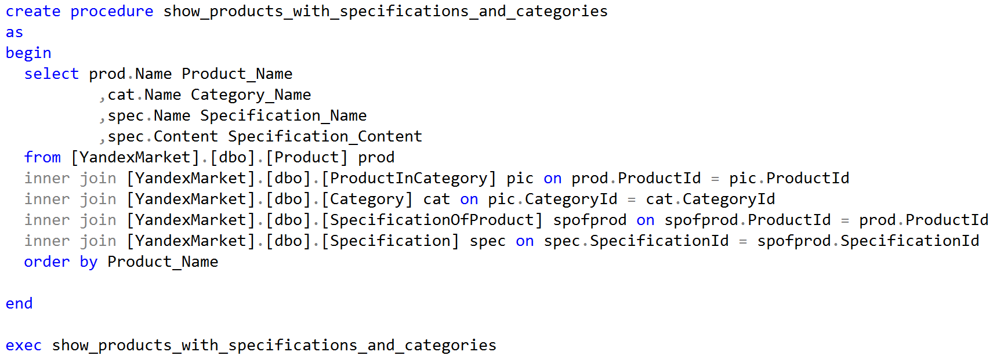 create procedure show_products_with_specifications_and_categories
as
begin
  select prod.Name Product_Name
          ,cat.Name Category_Name
          ,spec.Name Specification_Name
          ,spec.Content Specification_Content
  from [YandexMarket].[dbo].[Product] prod
  inner join [YandexMarket].[dbo].[ProductInCategory] pic on prod.ProductId = pic.ProductId
  inner join [YandexMarket].[dbo].[Category] cat on pic.CategoryId = cat.CategoryId
  inner join [YandexMarket].[dbo].[SpecificationOfProduct] spofprod on spofprod.ProductId = prod.ProductId
  inner join [YandexMarket].[dbo].[Specification] spec on spec.SpecificationId = spofprod.SpecificationId
  order by Product_Name
end
exec show_products_with_specifications_and_categories